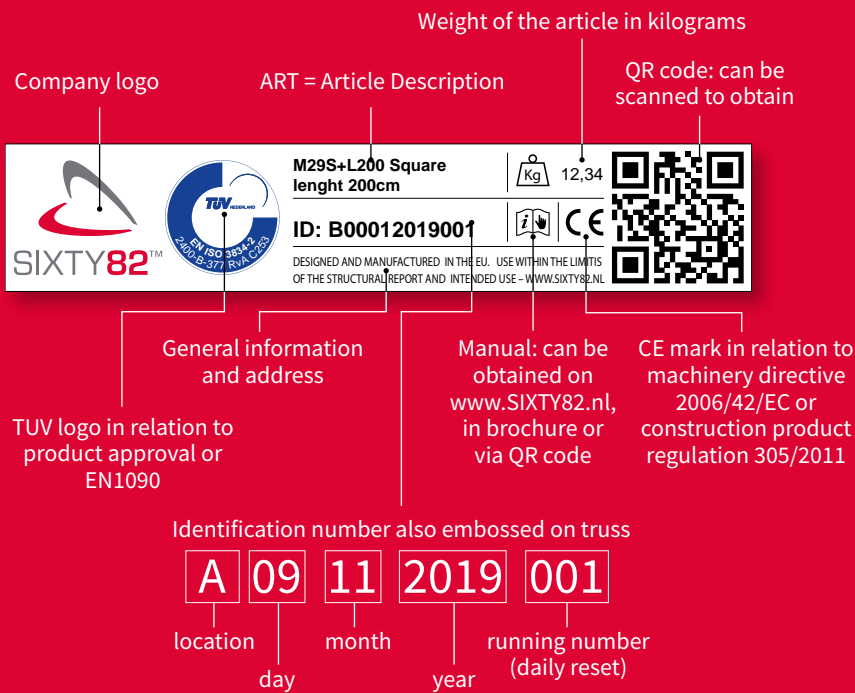 Weight of the article in kilograms
Company logo
ART = Article Description
QR code: can be
scanned to obtain
M29S+L200 Square
lenght 200cm
Kg
12,34
TÜV NEDERLAND
EN ISO 3834-2
2400-B-377 RvA C253
ID: B00012019001
i
CE
SIXTY82™
DESIGNED AND MANUFACTURED IN THE EU. USE WITHIN THE LIMITIS
OF THE STRUCTURAL REPORT AND INTENDED USE – WWW.SIXTY82.NL
General information
and address
Manual: can be
obtained on
www.SIXTY82.nl,
in brochure or
via QR code
CE mark in relation to
machinery directive
2006/42/EC or
construction product
regulation 305/2011
TUV logo in relation to
product approval or
EN1090
Identification number also embossed on truss
A 09 11 2019 001
location
month
running number
(daily reset)
day
year